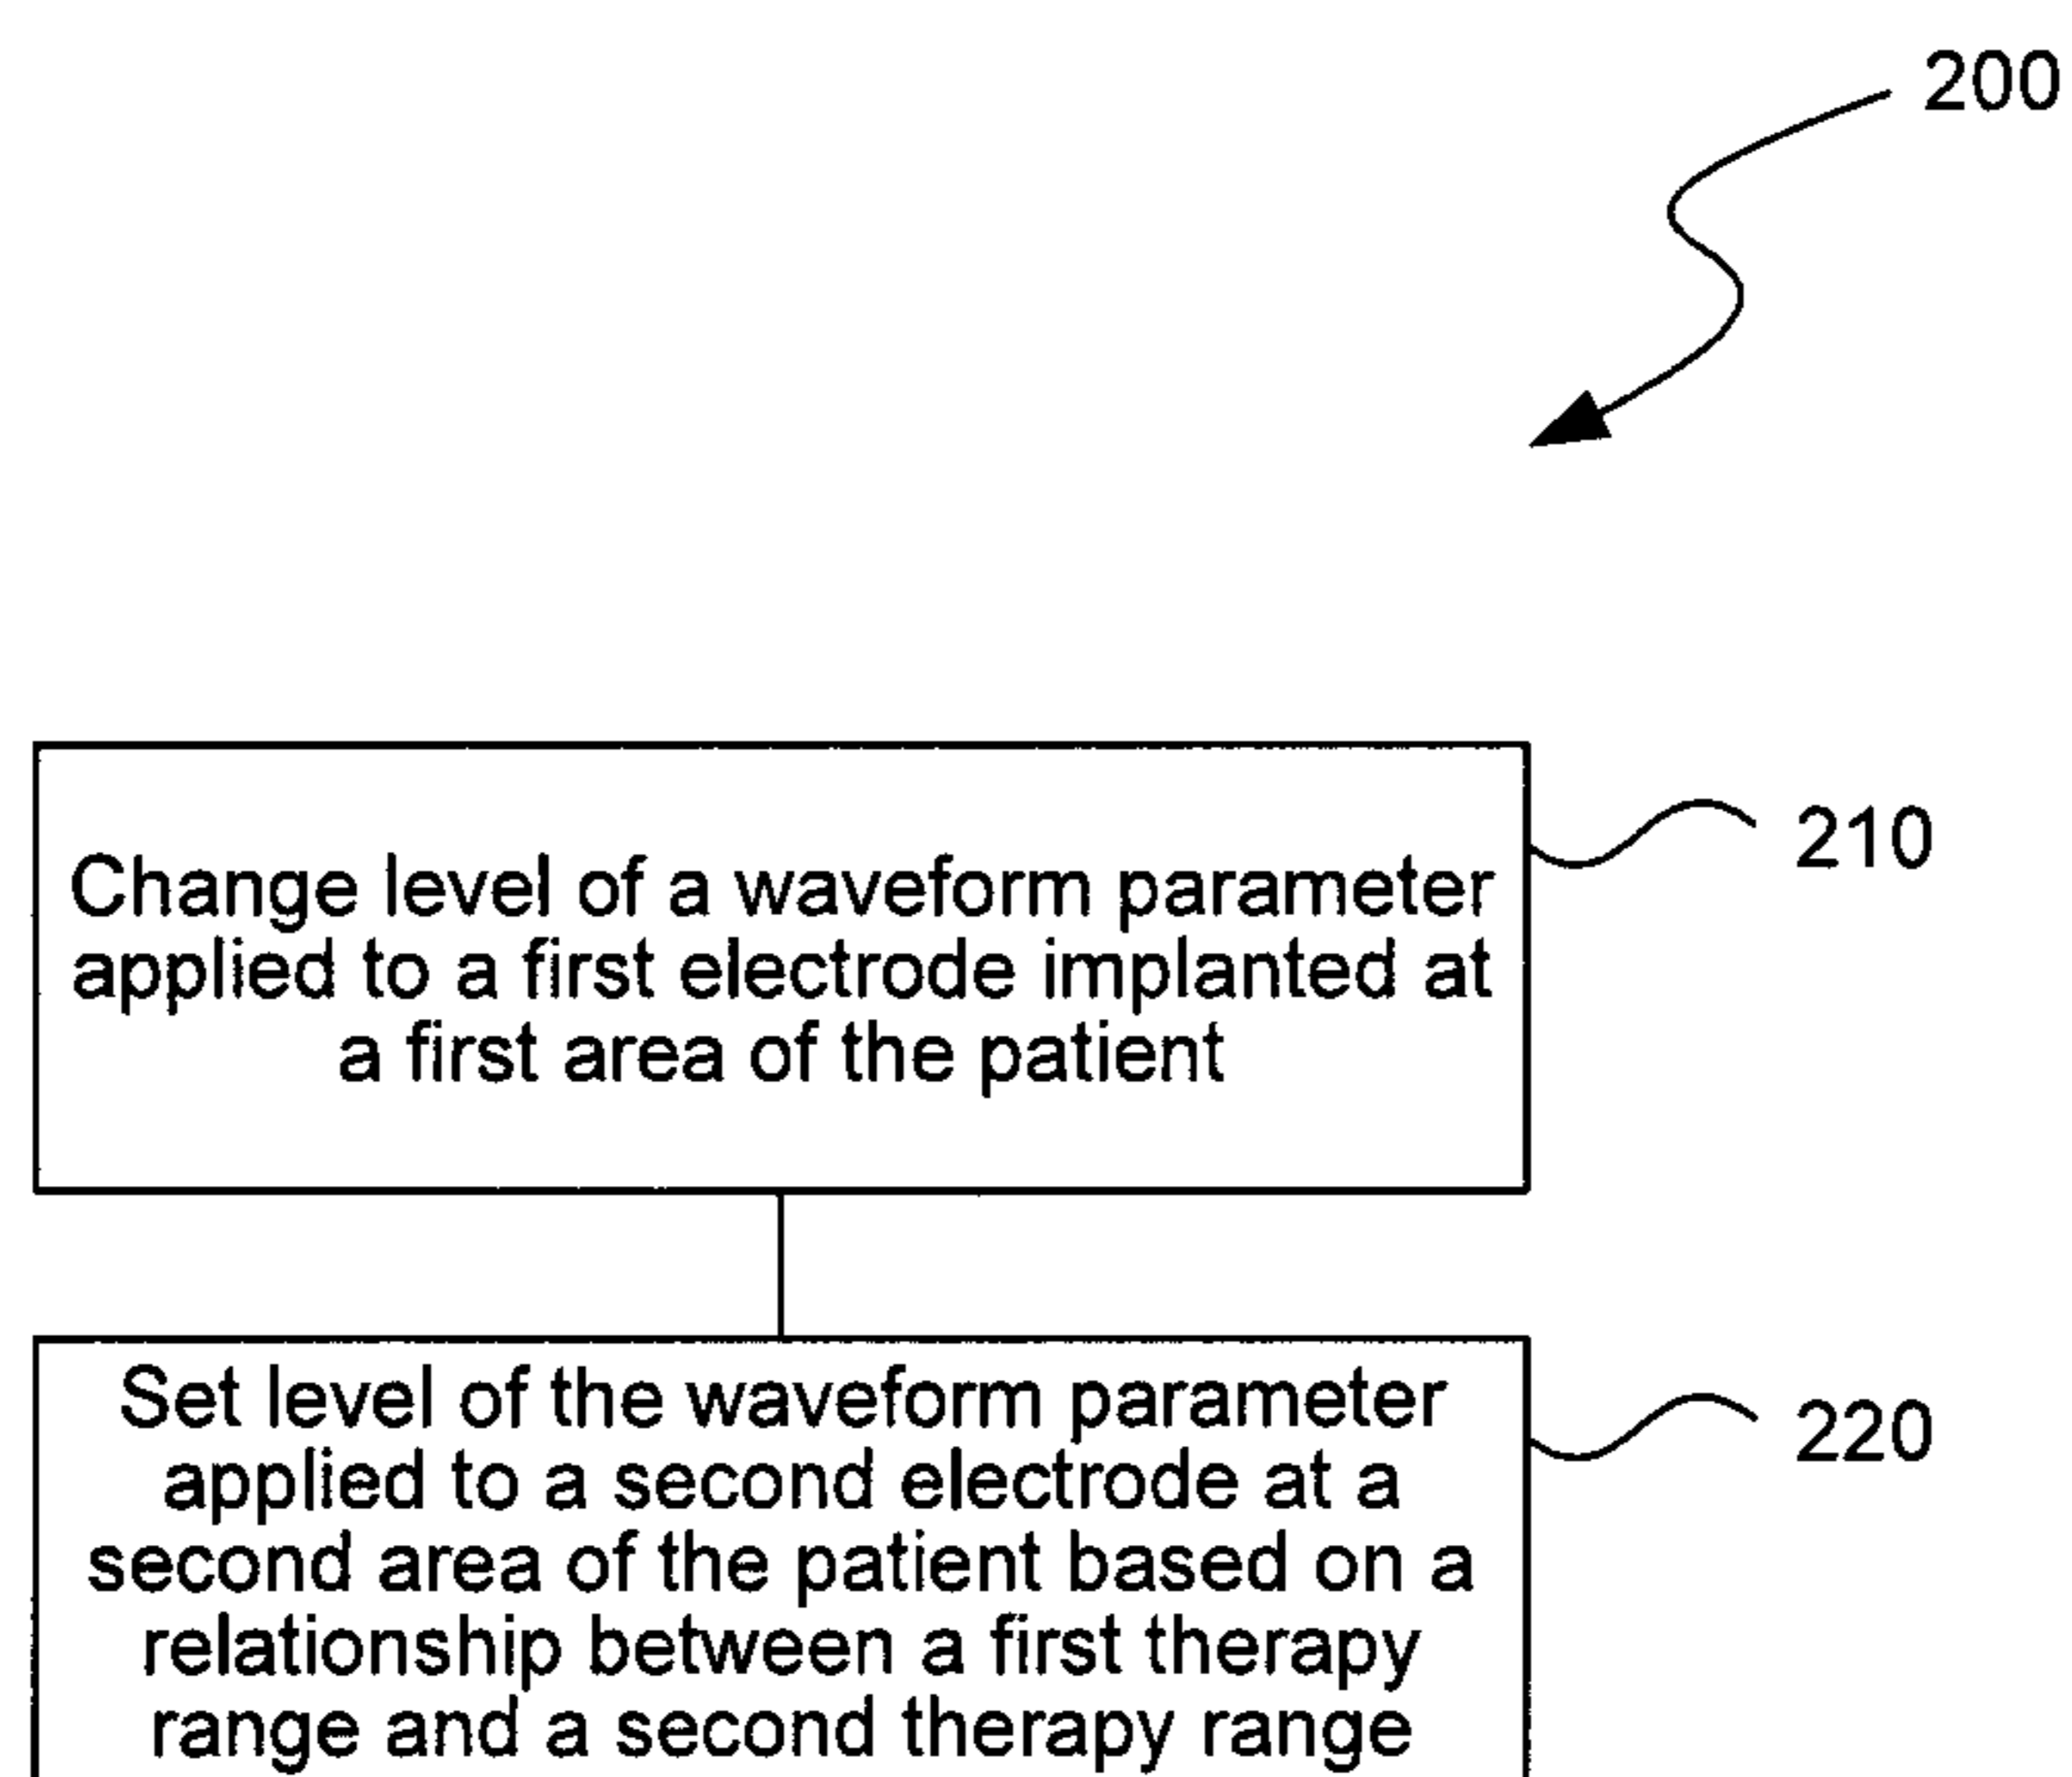 200
210
Change level of a waveform parameter
applied to a first electrode implanted at
a first area of the patient
220
Set level of the waveform parameter
applied to a second electrode at a
second area of the patient based on a
relationship between a first therapy
range and a second therapy range